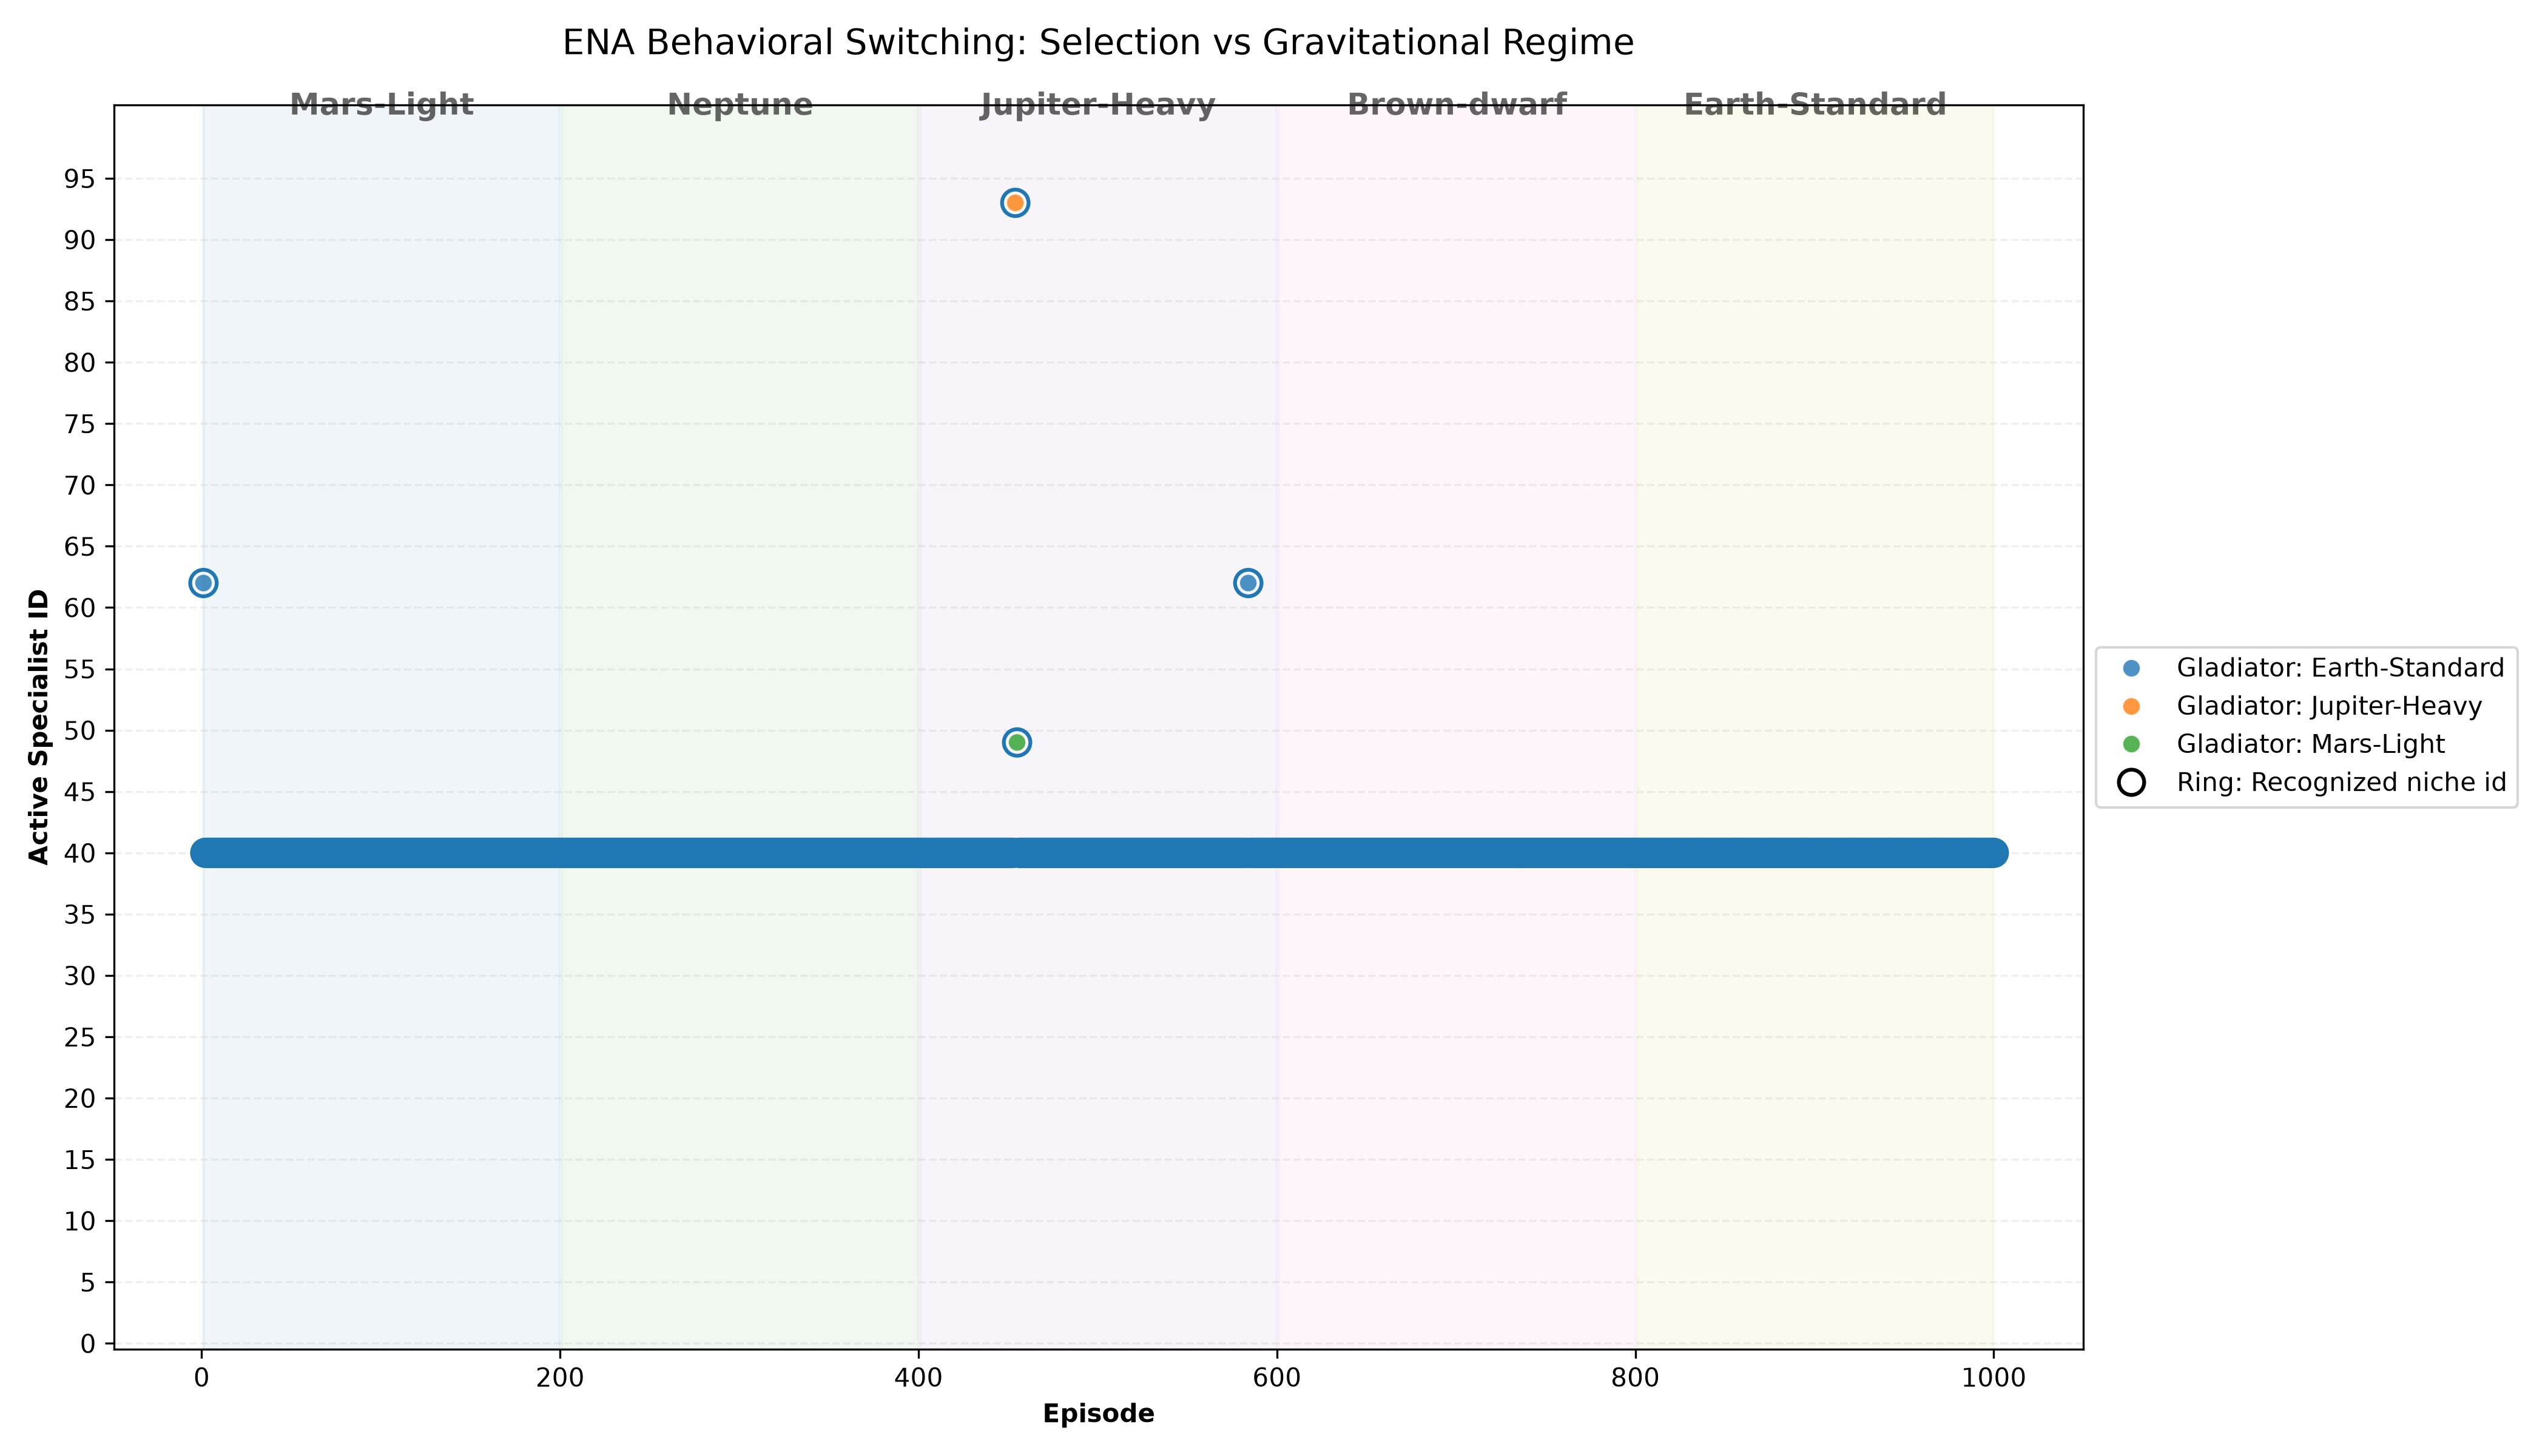 ENA Behavioral Switching: Selection vs Gravitational Regime
Mars-Light Neptune Jupiter-Heavy Brown-dwarf Earth-Standard
95
90
85
80
75
70
65
60
55
50
45
40
35
30
25
20
15
10
5
0
Active Specialist ID
0 200 400 600 800 1000
Episode
Gladiator: Earth-Standard
Gladiator: Jupiter-Heavy
Gladiator: Mars-Light
Ring: Recognized niche id